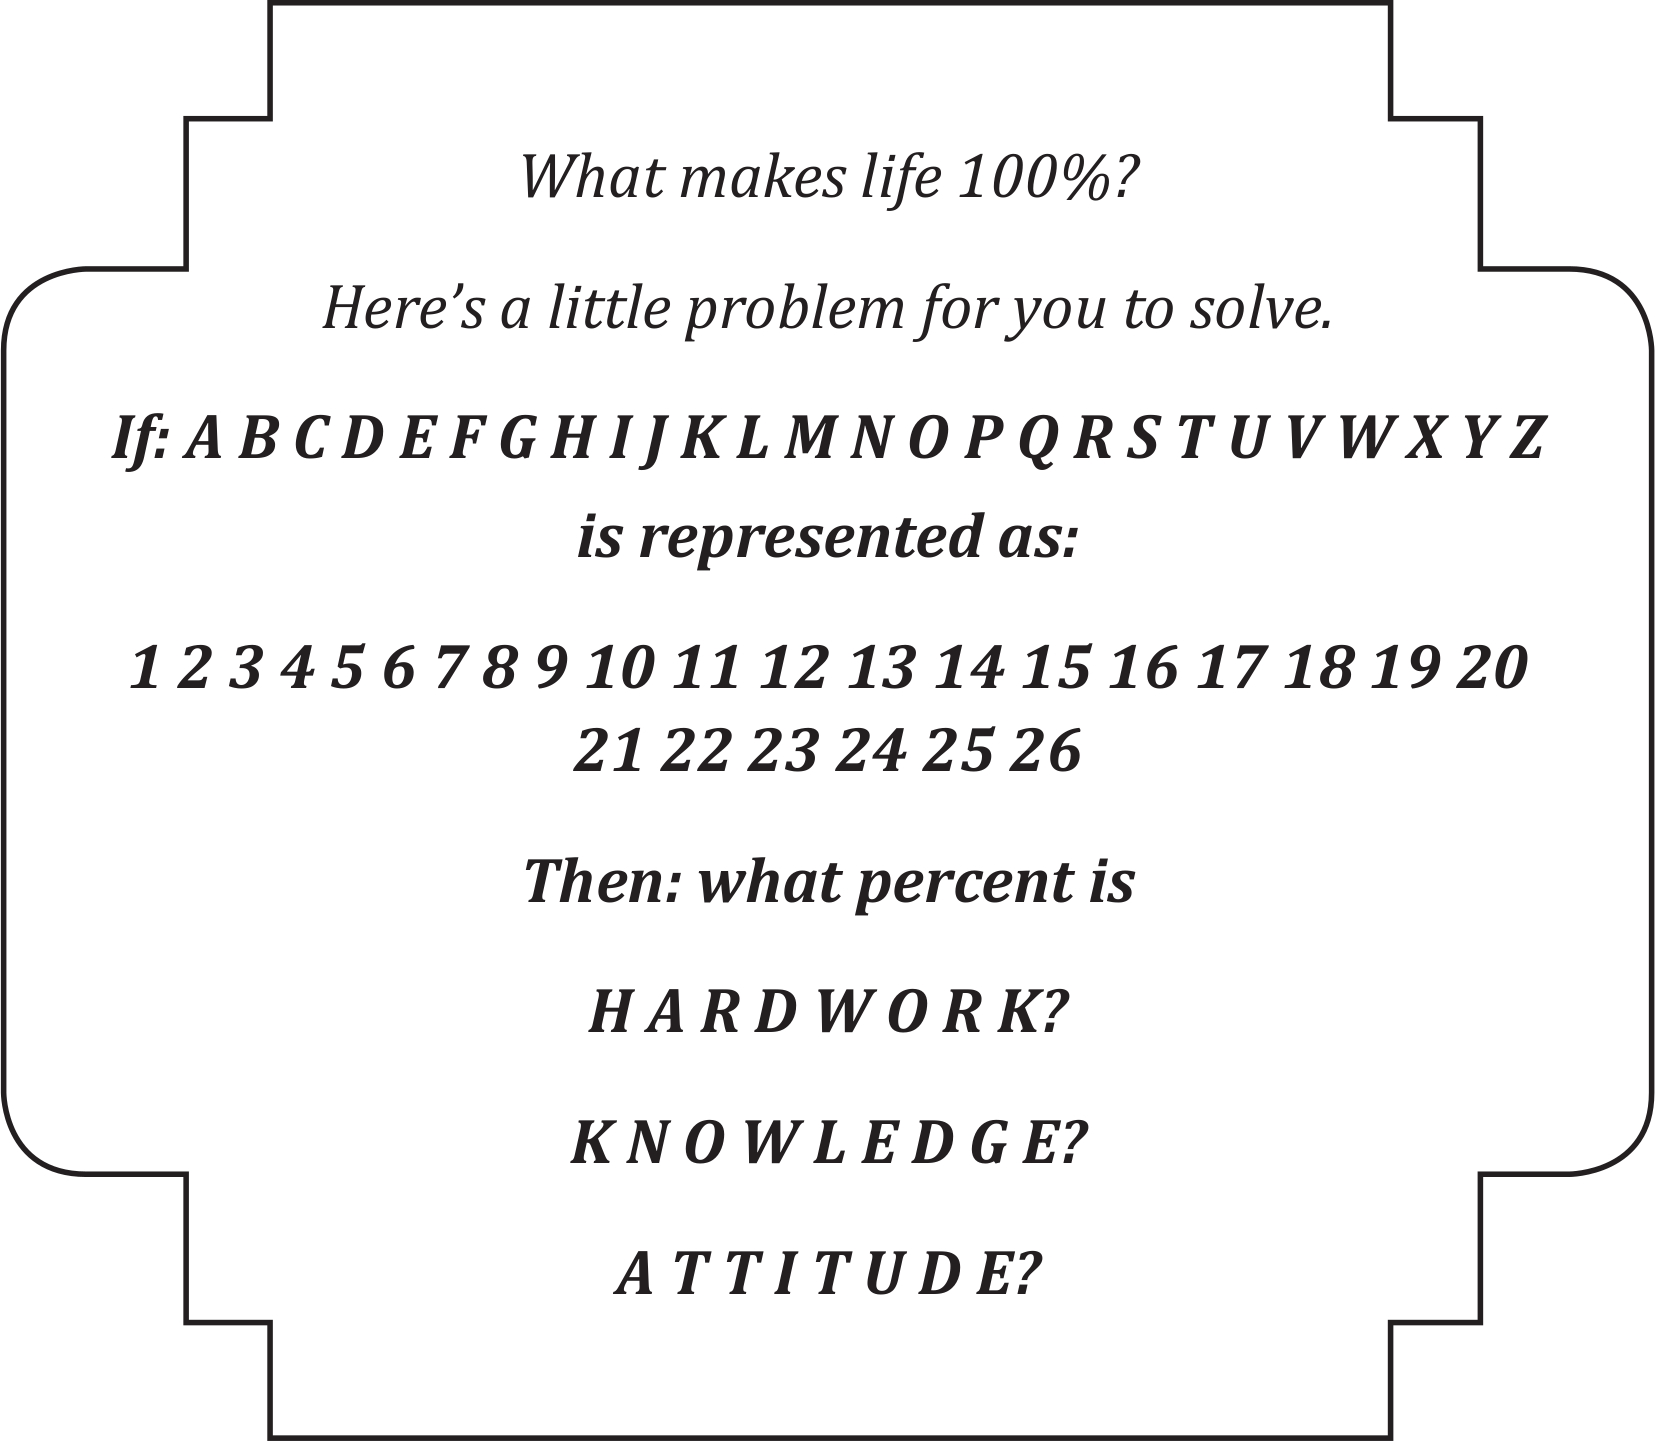 What makes life 100%?
Here’s a little problem for you to solve.
If: A B C D E F G H I J K L M N O P Q R S T U V W X Y Z
is represented as:
1 2 3 4 5 6 7 8 9 10 11 12 13 14 15 16 17 18 19 20
21 22 23 24 25 26
Then: what percent is
H A R D W O R K?
K N O W L E D G E?
A T T I T U D E?